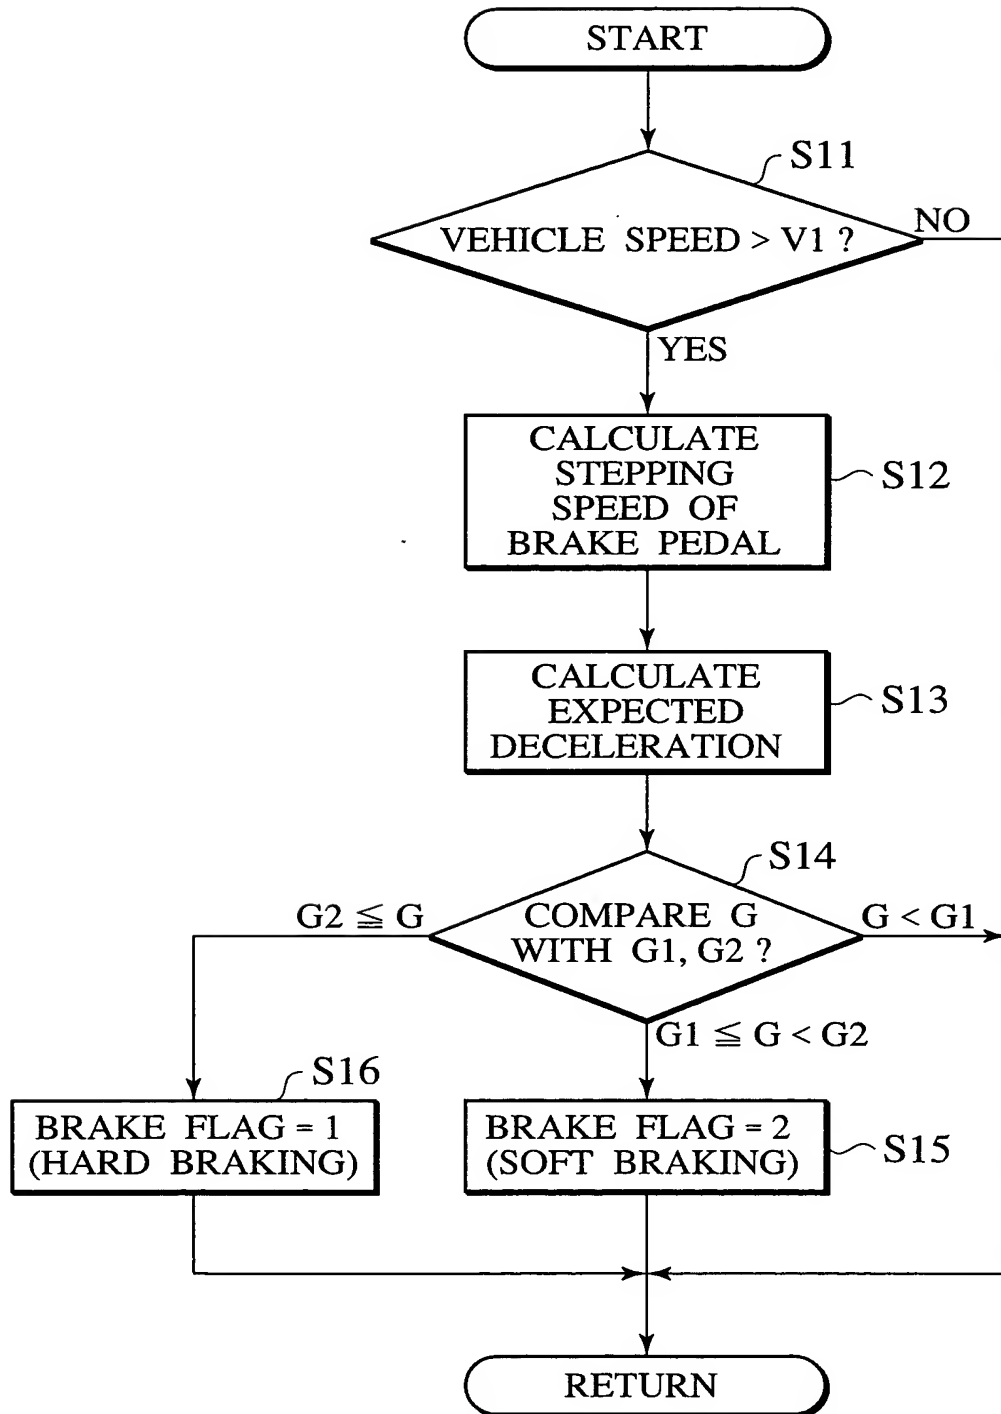 START
S11
VEHICLE SPEED > V1 ?
NO
YES
CALCULATE
STEPPING
SPEED OF
BRAKE PEDAL
S12
CALCULATE
EXPECTED
DECELERATION
S13
S14
G2 ≦ G
COMPARE G
WITH G1, G2 ?
G < G1
G1 ≦ G < G2
S16
BRAKE FLAG = 1
(HARD BRAKING)
BRAKE FLAG = 2
(SOFT BRAKING)
S15
RETURN